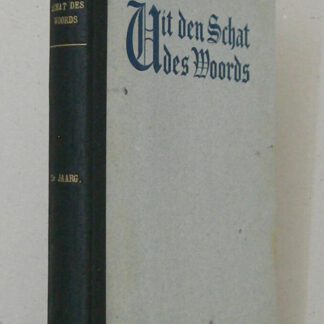 SCHAT DES
WOORDS
JAARG.
Uit den Schat
des Woords